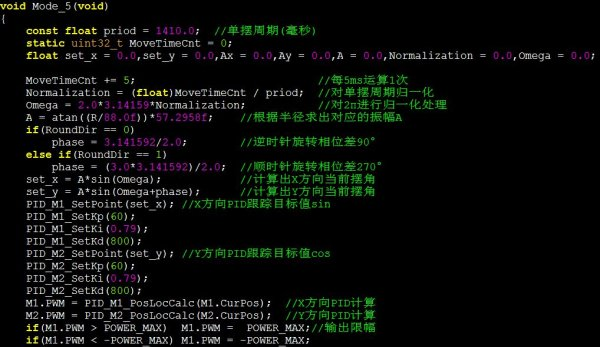 void Mode_5(void)
{
    const float priod = 1410.0;  //单摆周期(毫秒)
    static uint32_t MoveTimeCnt = 0;
    float set_x = 0.0,set_y = 0.0,Ax = 0.0,Ay = 0.0,A = 0.0,Normalization = 0.0,Omega = 0.0;
    MoveTimeCnt += 5;                             //每5ms运算1次
    Normalization = (float)MoveTimeCnt / priod;   //对单摆周期归一化
    Omega = 2.0*3.14159*Normalization;            //对2π进行归一化处理
    A = atan((R/88.0f))*57.2958f;    //根据半径求出对应的振幅A
    if(RoundDir == 0)
        phase = 3.141592/2.0;        //逆时针旋转相位差90°
    else if(RoundDir == 1)
        phase = (3.0*3.141592)/2.0;  //顺时针旋转相位差270°
    set_x = A*sin(Omega);            //计算出X方向当前摆角
    set_y = A*sin(Omega+phase);      //计算出Y方向当前摆角
    PID_M1_SetPoint(set_x); //X方向PID跟踪目标值sin
    PID_M1_SetKp(60);
    PID_M1_SetKi(0.79);
    PID_M1_SetKd(800);
    PID_M2_SetPoint(set_y); //Y方向PID跟踪目标值cos
    PID_M2_SetKp(60);
    PID_M2_SetKi(0.79);
    PID_M2_SetKd(800);
    M1.PWM = PID_M1_PosLocCalc(M1.CurPos);  //X方向PID计算
    M2.PWM = PID_M2_PosLocCalc(M2.CurPos);  //Y方向PID计算
    if(M1.PWM > POWER_MAX)  M1.PWM =  POWER_MAX;//输出限幅
    if(M1.PWM < -POWER_MAX) M1.PWM = -POWER_MAX;